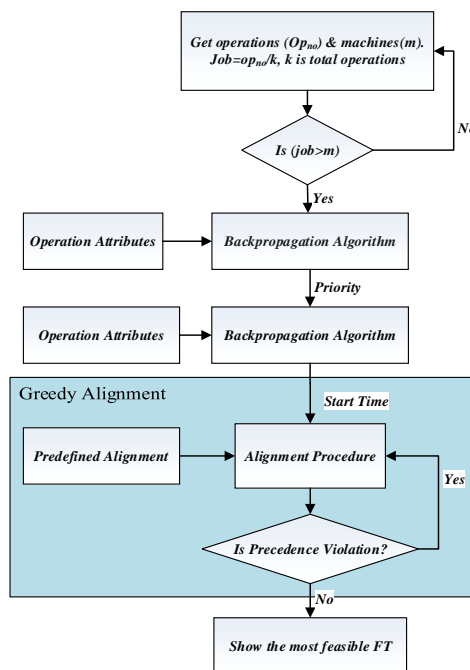 Get operations (Opno) & machines(m).
Job=opno/k, k is total operations
No
Is (job>m)
Yes
Operation Attributes
Backpropagation Algorithm
Priority
Operation Attributes
Backpropagation Algorithm
Greedy Alignment
Start Time
Predefined Alignment
Alignment Procedure
Yes
Is Precedence Violation?
No
Show the most feasible FT